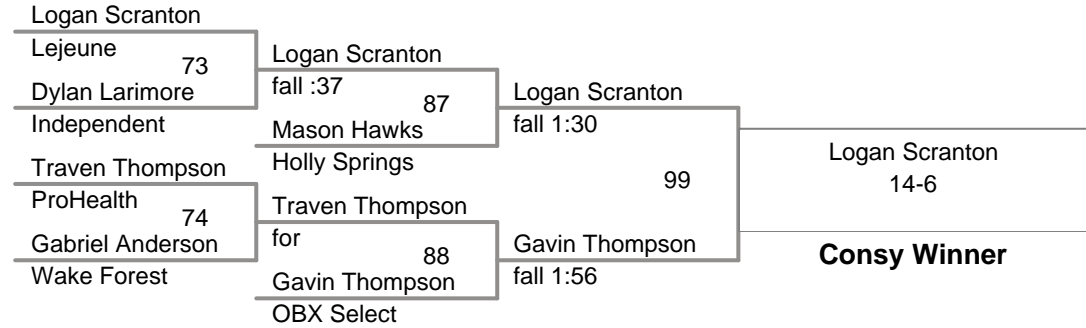 Logan Scranton
Lejeune
73
Dylan Larimore
Independent
Traven Thompson
ProHealth
74
Gabriel Anderson
Wake Forest
Logan Scranton
fall :37
87
Mason Hawks
Holly Springs
Traven Thompson
for
88
Gavin Thompson
OBX Select
Logan Scranton
fall 1:30
99
Gavin Thompson
fall 1:56
Logan Scranton
14-6
Consy Winner